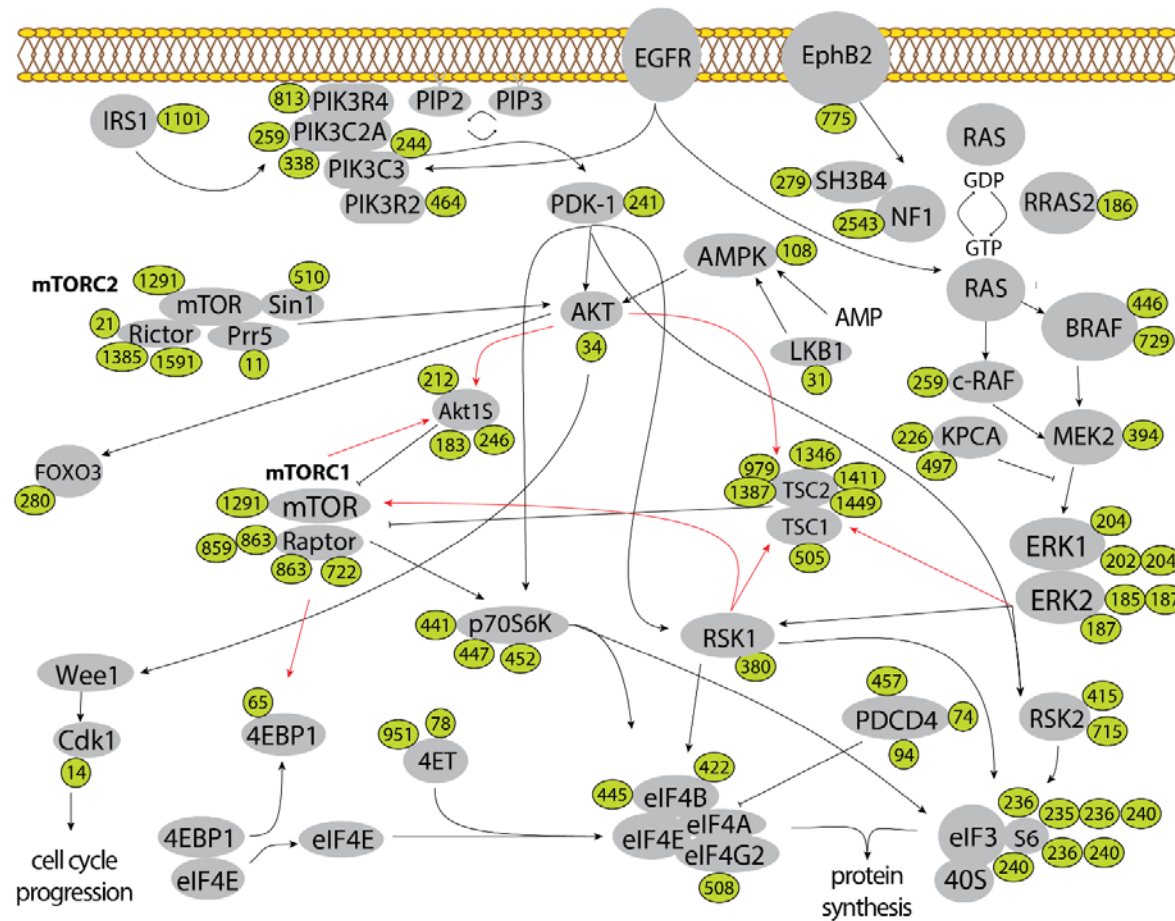 EGFR
EphB2
IRS1
1101
813
PIK3R4
259
PIK3C2A
338
244
PIK3C3
PIK3R2
464
PIP2
PIP3
775
279
SH3B4
2543
NF1
RAS
GDP
GTP
RAS
RRAS2
186
PDK-1
241
AMPK
108
AMP
LKB1
31
AKT
34
mTORC2
1291
510
mTOR
Sin1
21
Rictor
Prr5
1385
1591
11
446
BRAF
729
259
c-RAF
226
KPCA
497
MEK2
394
212
Akt1S
183
246
FOXO3
280
mTORC1
1291
mTOR
859
863
Raptor
863
722
979
1346
1387
TSC2
1411
1449
TSC1
505
ERK1
204
202
204
ERK2
185
187
187
441
p70S6K
447
452
RSK1
380
Wee1
Cdk1
14
cell cycle
progression
65
4EBP1
951
78
4ET
4EBP1
eIF4E
eIF4E
457
PDCD4
74
94
RSK2
415
715
422
445
eIF4B
eIF4A
eIF4E
eIF4G2
508
protein
synthesis
236
235
236
240
eIF3
S6
236
240
40S
240